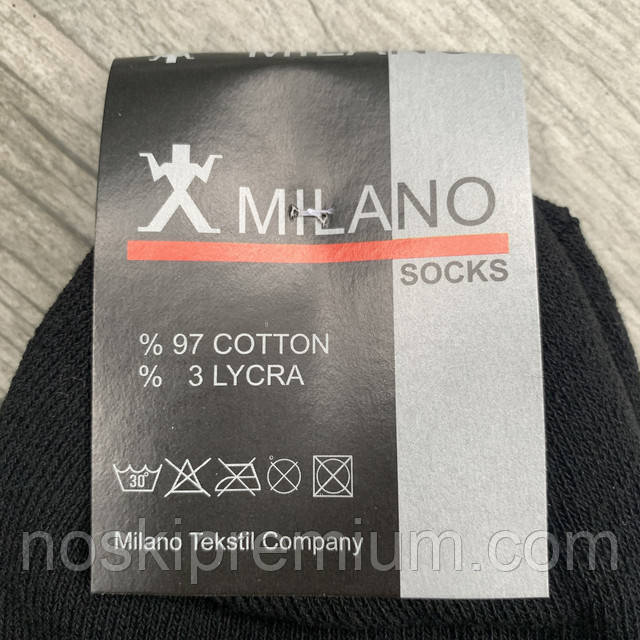 MILANO
SOCKS
% 97 COTTON
% 3 LYCRA
30°
Milano Tekstil Company
noskipremium.com